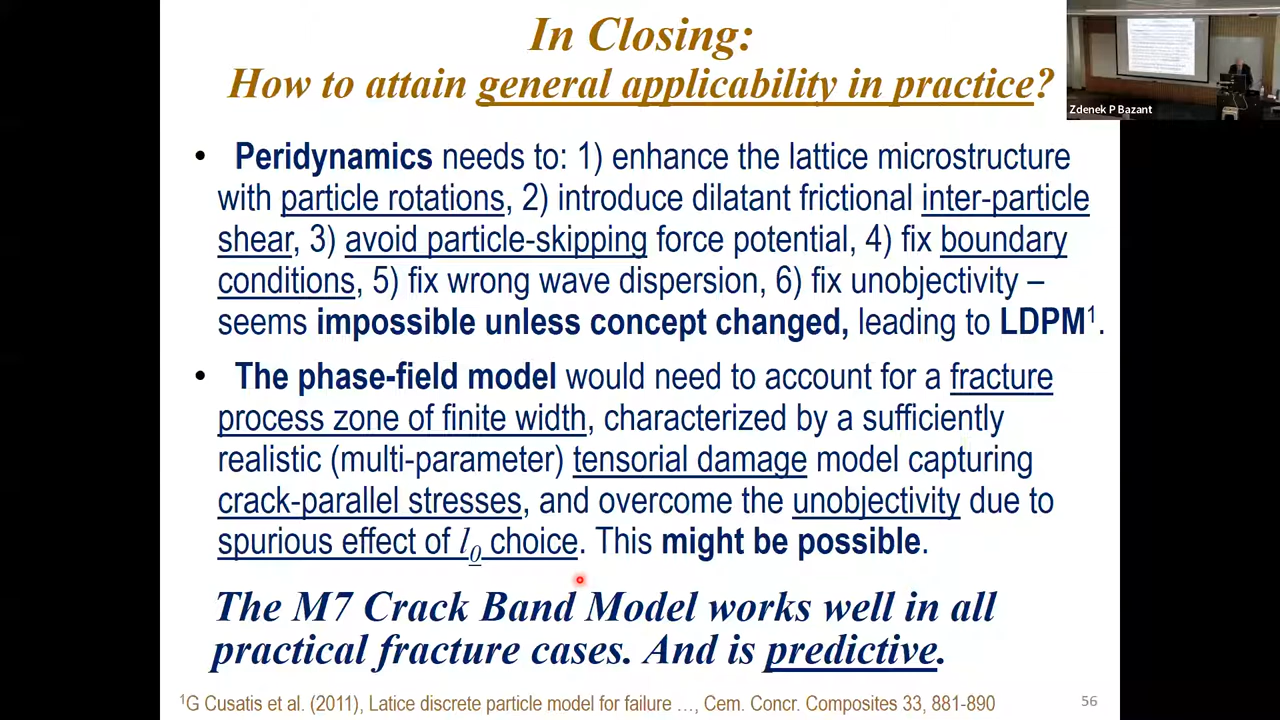 In Closing:
How to attain general applicability in practice?
Zdenek P Bazant
• Peridynamics needs to: 1) enhance the lattice microstructure
with particle rotations, 2) introduce dilatant frictional inter-particle
shear, 3) avoid particle-skipping force potential, 4) fix boundary
conditions, 5) fix wrong wave dispersion, 6) fix unobjectivity –
seems impossible unless concept changed, leading to LDPM¹.
• The phase-field model would need to account for a fracture
process zone of finite width, characterized by a sufficiently
realistic (multi-parameter) tensorial damage model capturing
crack-parallel stresses, and overcome the unobjectivity due to
spurious effect of l₀ choice. This might be possible.
The M7 Crack Band Model works well in all
practical fracture cases. And is predictive.
¹G Cusatis et al. (2011), Latice discrete particle model for failure …, Cem. Concr. Composites 33, 881-890
56